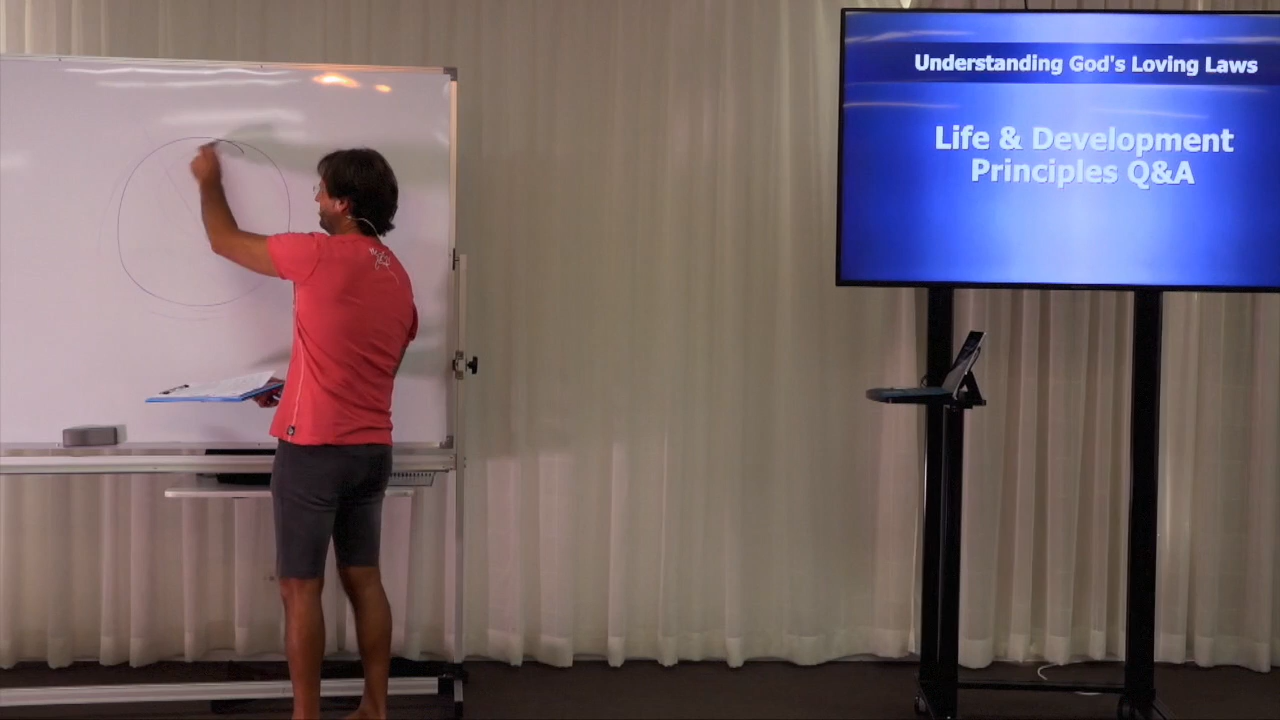 Understanding God's Loving Laws
Life & Development
Principles Q&A